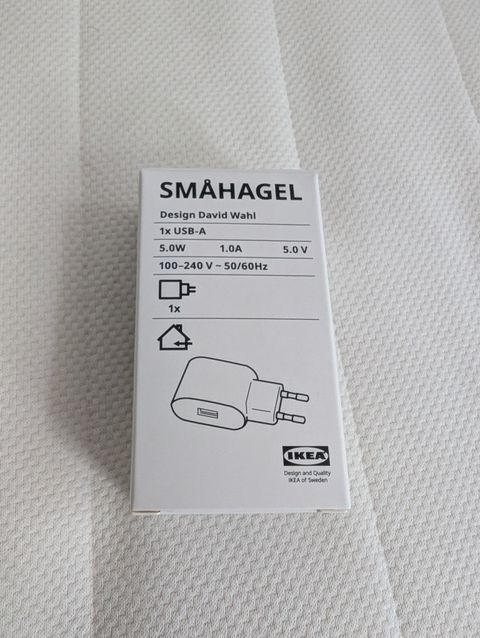 SMÅHAGEL
Design David Wahl
1x USB-A
5.0W 1.0A 5.0 V
100–240 V ~ 50/60Hz
1x
IKEA
Design and Quality
IKEA of Sweden